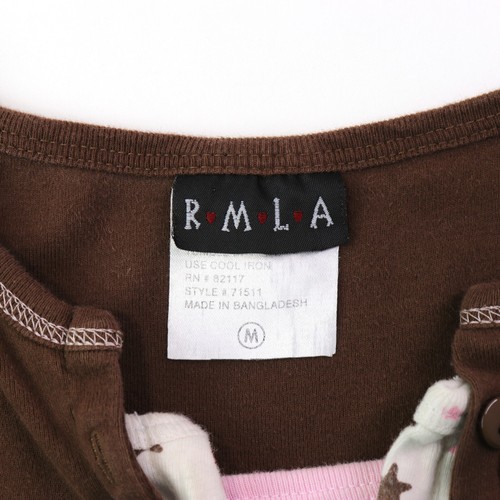 R♥M♥L♥A
USE COOL IRON
RN # 82117
STYLE # 71511
MADE IN BANGLADESH
M